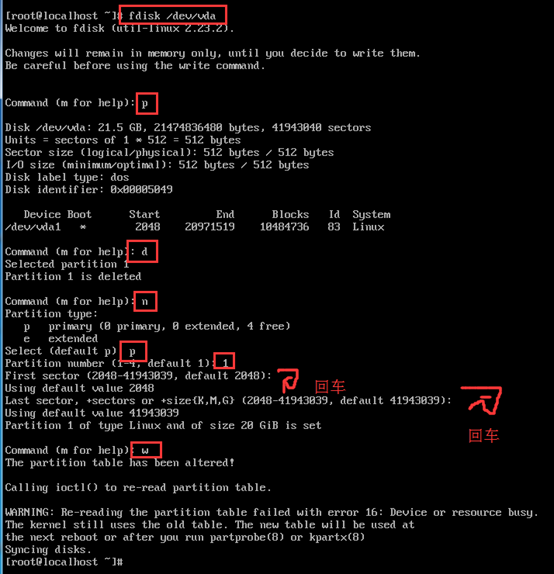 [root@localhost ~]# fdisk /dev/vda
Welcome to fdisk (util-linux 2.23.2).
Changes will remain in memory only, until you decide to write them.
Be careful before using the write command.
Command (m for help): p
Disk /dev/vda: 21.5 GB, 21474836480 bytes, 41943040 sectors
Units = sectors of 1 * 512 = 512 bytes
Sector size (logical/physical): 512 bytes / 512 bytes
I/O size (minimum/optimal): 512 bytes / 512 bytes
Disk label type: dos
Disk identifier: 0x00005049
Device Boot Start End Blocks Id System
/dev/vda1 * 2048 20971519 10484736 83 Linux
Command (m for help): d
Selected partition 1
Partition 1 is deleted
Command (m for help): n
Partition type:
p primary (0 primary, 0 extended, 4 free)
e extended
Select (default p): p
Partition number (1-4, default 1): 1
First sector (2048-41943039, default 2048):
回车
Using default value 2048
Last sector, +sectors or +size{K,M,G} (2048-41943039, default 41943039):
Using default value 41943039
回车
Partition 1 of type Linux and of size 20 GiB is set
Command (m for help): w
The partition table has been altered!
Calling ioctl() to re-read partition table.
WARNING: Re-reading the partition table failed with error 16: Device or resource busy.
The kernel still uses the old table. The new table will be used at
the next reboot or after you run partprobe(8) or kpartx(8)
Syncing disks.
[root@localhost ~]#